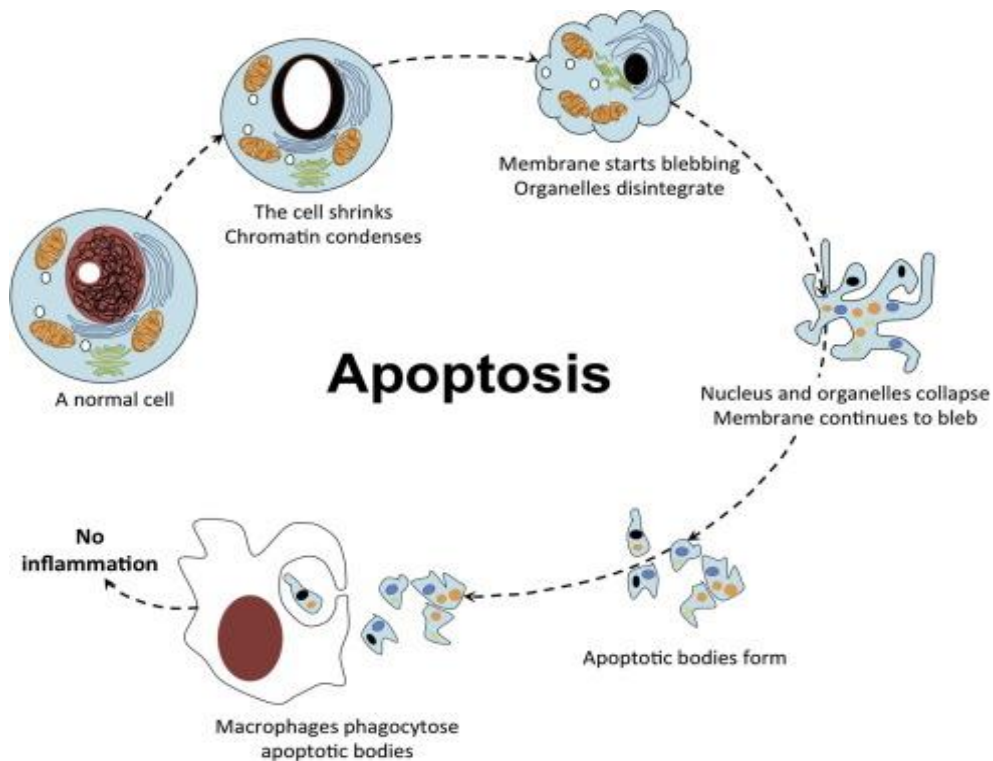 Apoptosis
A normal cell
The cell shrinks
Chromatin condenses
Membrane starts blebbing
Organelles disintegrate
Nucleus and organelles collapse
Membrane continues to bleb
Apoptotic bodies form
Macrophages phagocytose
apoptotic bodies
No
inflammation